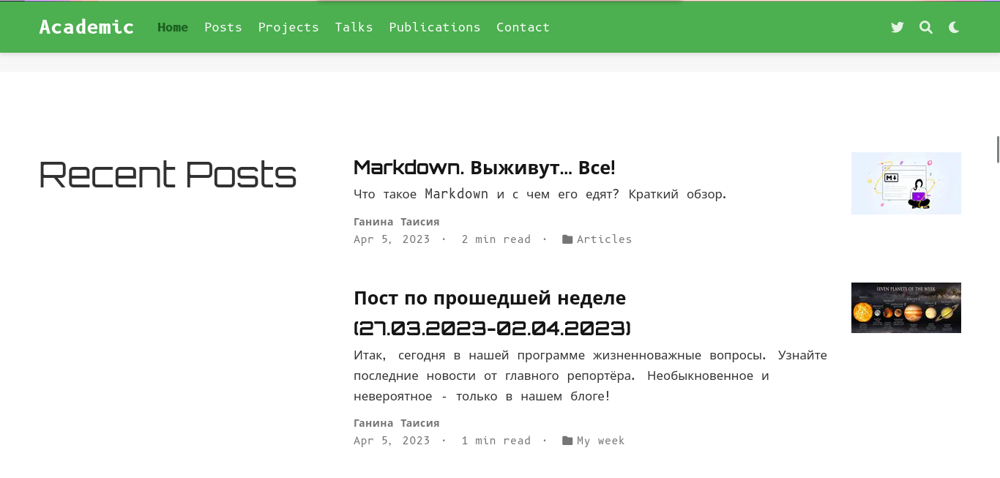 Academic Home Posts Projects Talks Publications Contact
Recent Posts
Markdown. Выживут... Все!
Что такое Markdown и с чем его едят? Краткий обзор.
Ганина Таисия
Apr 5, 2023 · 2 min read · Articles
M↓
Пост по прошедшей неделе
(27.03.2023-02.04.2023)
Итак, сегодня в нашей программе жизненноважные вопросы. Узнайте
последние новости от главного репортёра. Необыкновенное и
невероятное - только в нашем блоге!
Ганина Таисия
Apr 5, 2023 · 1 min read · My week
SEVEN PLANETS OF THE WEEK